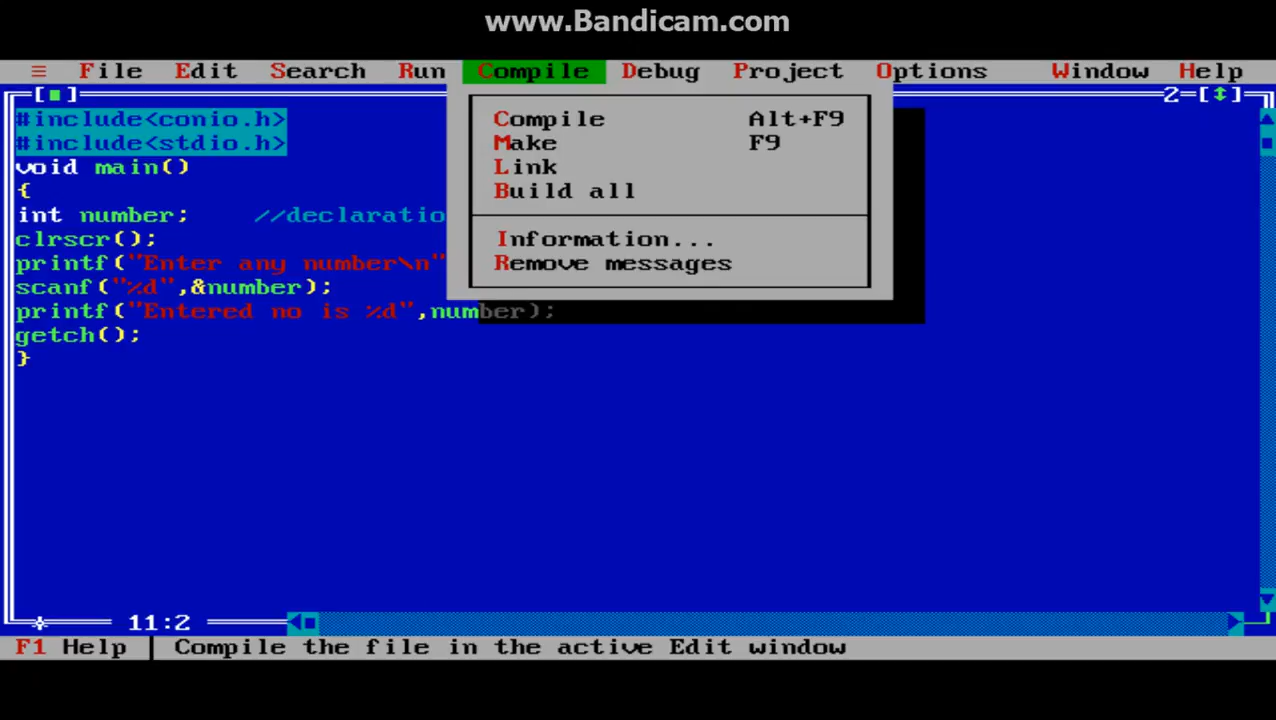 www.Bandicam.com
≡ File Edit Search Run Compile Debug Project Options Window Help
[■] 2=[↕]
#include<conio.h>
#include<stdio.h>
void main()
{
int number; //declaratio
clrscr();
printf("Enter any number\n"
scanf("%d",&number);
printf("Entered no is %d",number);
getch();
}
Compile Alt+F9
Make F9
Link
Build all
Information...
Remove messages
11:2
F1 Help | Compile the file in the active Edit window